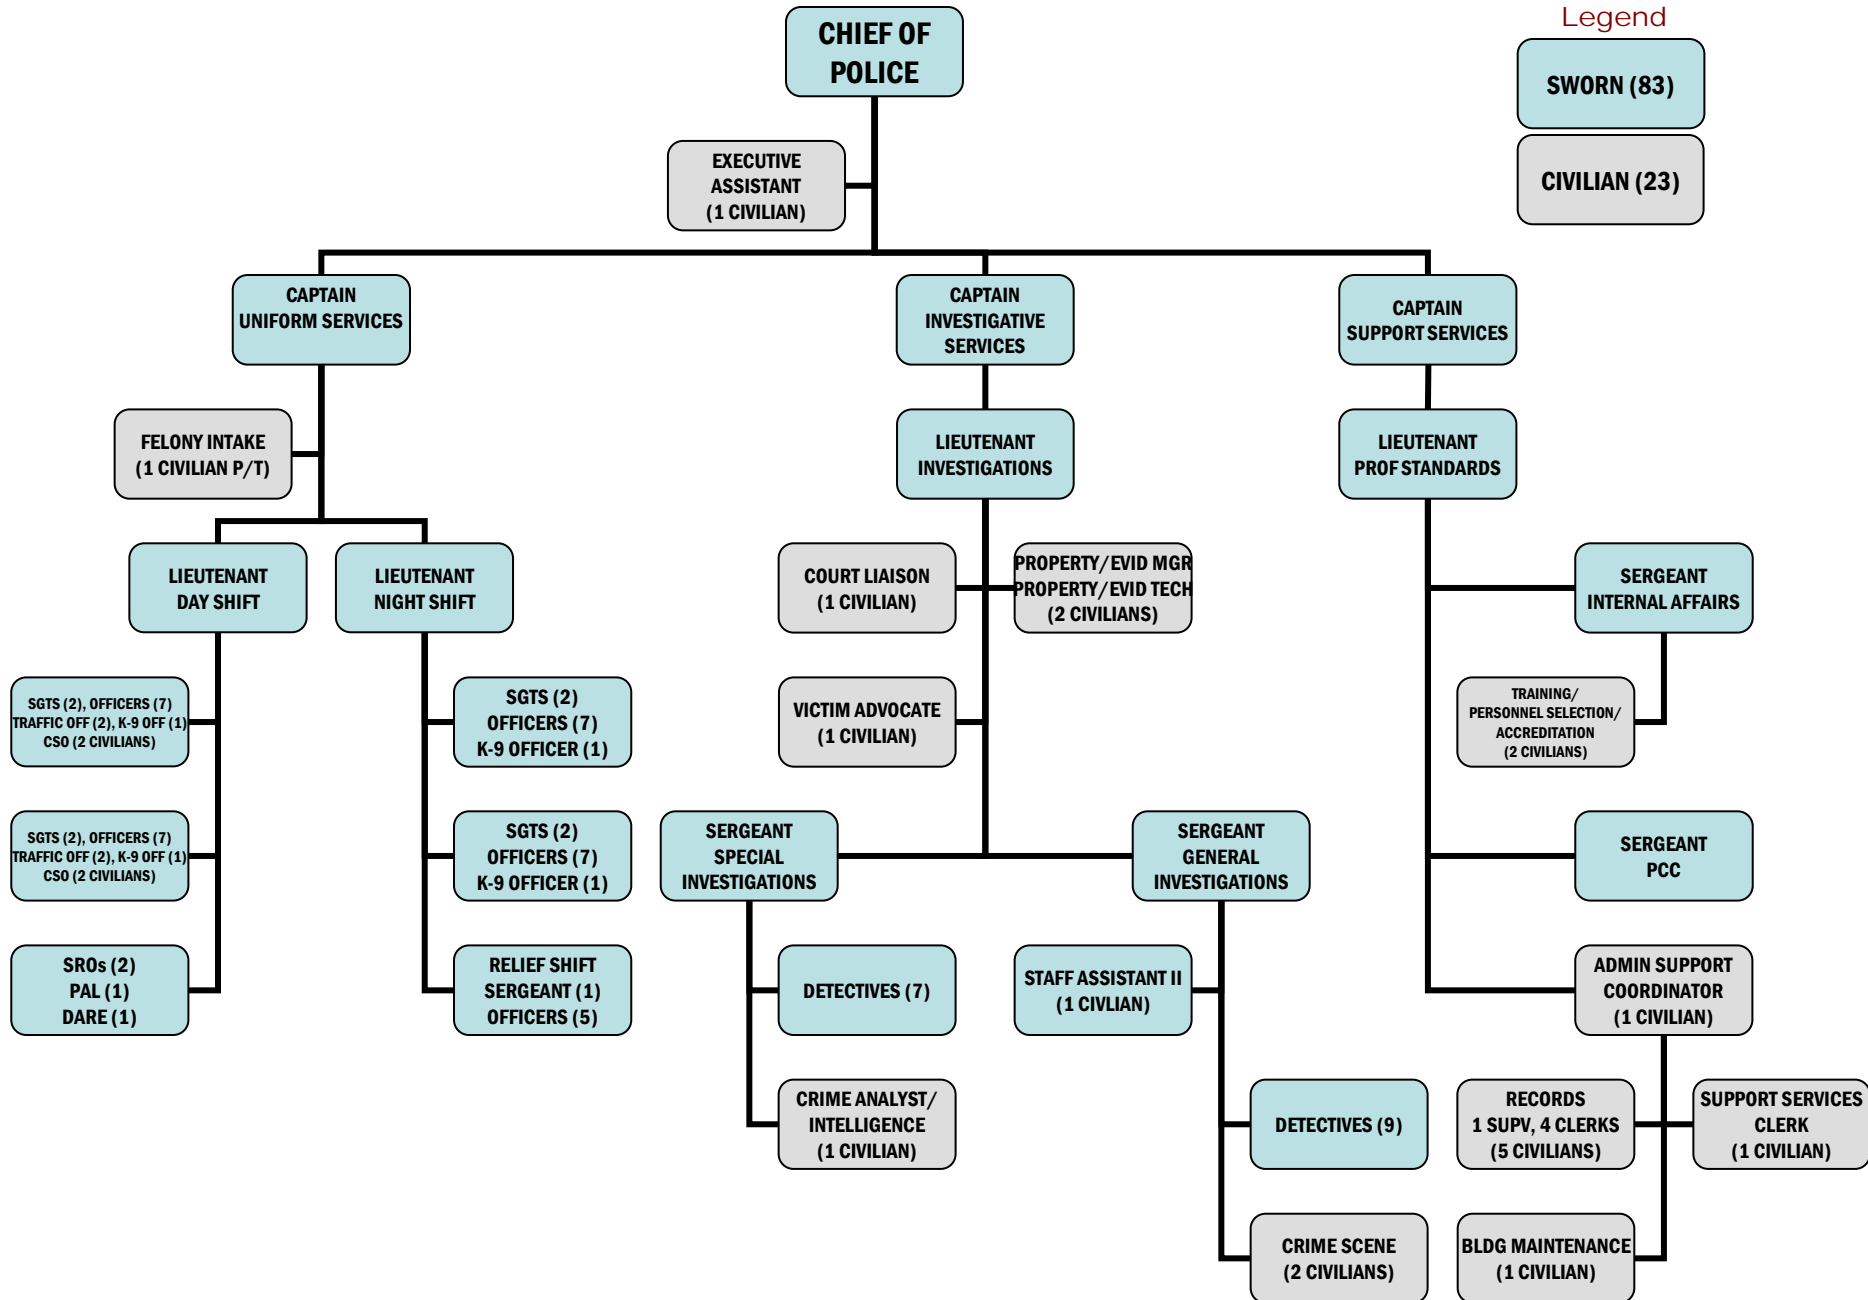 Legend
CHIEF OF
POLICE
SWORN (83)
CIVILIAN (23)
EXECUTIVE
ASSISTANT
(1 CIVILIAN)
CAPTAIN
UNIFORM SERVICES
CAPTAIN
INVESTIGATIVE
SERVICES
CAPTAIN
SUPPORT SERVICES
FELONY INTAKE
(1 CIVILIAN P/T)
LIEUTENANT
INVESTIGATIONS
LIEUTENANT
PROF STANDARDS
LIEUTENANT
DAY SHIFT
LIEUTENANT
NIGHT SHIFT
COURT LIAISON
(1 CIVILIAN)
PROPERTY/EVID MGR
PROPERTY/EVID TECH
(2 CIVILIANS)
SERGEANT
INTERNAL AFFAIRS
SGTS (2), OFFICERS (7)
TRAFFIC OFF (2), K-9 OFF (1)
CSO (2 CIVILIANS)
SGTS (2)
OFFICERS (7)
K-9 OFFICER (1)
VICTIM ADVOCATE
(1 CIVILIAN)
TRAINING/
PERSONNEL SELECTION/
ACCREDITATION
(2 CIVILIANS)
SGTS (2), OFFICERS (7)
TRAFFIC OFF (2), K-9 OFF (1)
CSO (2 CIVILIANS)
SGTS (2)
OFFICERS (7)
K-9 OFFICER (1)
SERGEANT
SPECIAL
INVESTIGATIONS
SERGEANT
GENERAL
INVESTIGATIONS
SERGEANT
PCC
SROs (2)
PAL (1)
DARE (1)
RELIEF SHIFT
SERGEANT (1)
OFFICERS (5)
DETECTIVES (7)
STAFF ASSISTANT II
(1 CIVLIAN)
ADMIN SUPPORT
COORDINATOR
(1 CIVILIAN)
CRIME ANALYST/
INTELLIGENCE
(1 CIVILIAN)
DETECTIVES (9)
RECORDS
1 SUPV, 4 CLERKS
(5 CIVILIANS)
SUPPORT SERVICES
CLERK
(1 CIVILIAN)
CRIME SCENE
(2 CIVILIANS)
BLDG MAINTENANCE
(1 CIVILIAN)